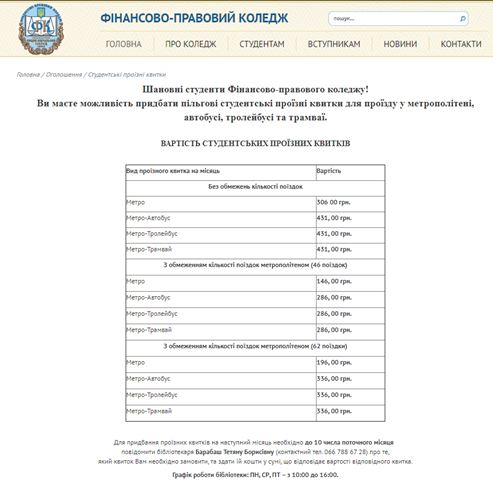 ФІНАНСОВО-ПРАВОВИЙ КОЛЕДЖ
пошук...
ГОЛОВНА ПРО КОЛЕДЖ СТУДЕНТАМ ВСТУПНИКАМ НОВИНИ КОНТАКТИ
Головна / Оголошення / Студентські проїзні квитки
Шановні студенти Фінансово-правового коледжу!
Ви маєте можливість придбати пільгові студентські проїзні квитки для проїзду у метрополітені,
автобусі, тролейбусі та трамваї.
ВАРТІСТЬ СТУДЕНТСЬКИХ ПРОЇЗНИХ КВИТКІВ
Вид проїзного квитка на місяць Вартість
Без обмежень кількості поїздок
Метро 306 00 грн.
Метро-Автобус 431, 00 грн.
Метро-Тролейбус 431, 00 грн.
Метро-Трамвай 431, 00 грн.
З обмеженням кількості поїздок метрополітеном (46 поїздок)
Метро 146, 00 грн.
Метро-Автобус 286, 00 грн.
Метро-Тролейбус 286, 00 грн.
Метро-Трамвай 286, 00 грн.
З обмеженням кількості поїздок метрополітеном (62 поїздки)
Метро 196, 00 грн.
Метро-Автобус 336, 00 грн.
Метро-Тролейбус 336, 00 грн.
Метро-Трамвай 336, 00 грн.
Для придбання проїзних квитків на наступний місяць необхідно до 10 числа поточного місяця
повідомити бібліотекаря Барабаш Тетяну Борисівну (контактний тел. 066 788 67 28) про те,
який квиток Вам необхідно замовити, та здати їй кошти у сумі, що відповідає вартості відповідного квитка.
Графік роботи бібліотеки: ПН, СР, ПТ – з 10:00 до 16:00.